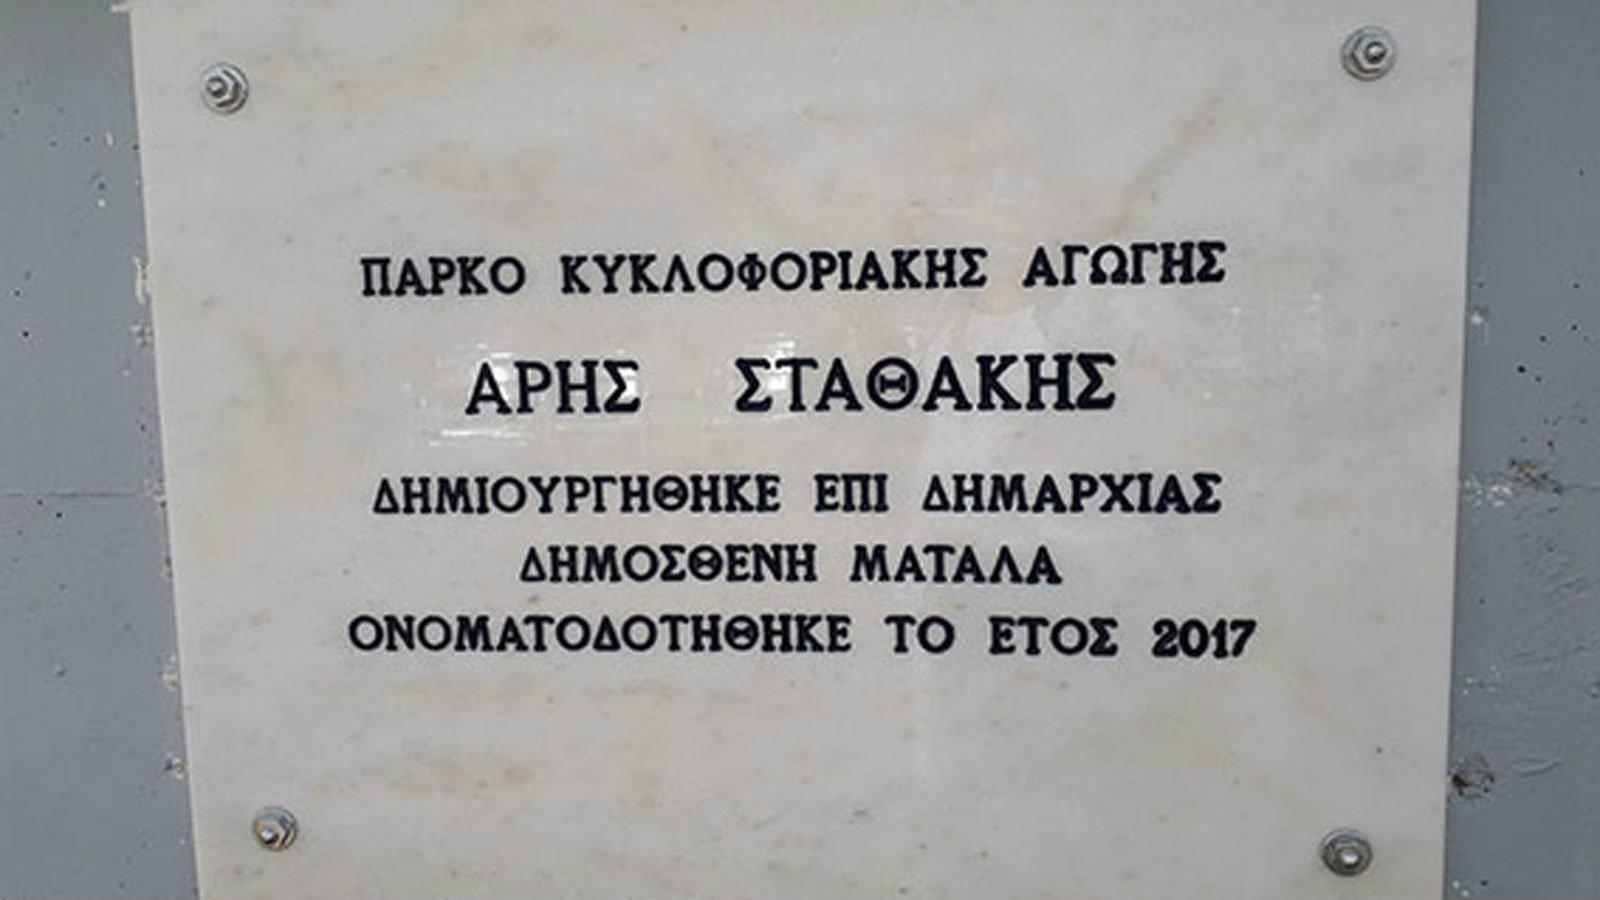 ΠΑΡΚΟ ΚΥΚΛΟΦΟΡΙΑΚΗΣ ΑΓΩΓΗΣ
ΑΡΗΣ ΣΤΑΘΑΚΗΣ
ΔΗΜΙΟΥΡΓΗΘΗΚΕ ΕΠΙ ΔΗΜΑΡΧΙΑΣ
ΔΗΜΟΣΘΕΝΗ ΜΑΤΑΛΑ
ΟΝΟΜΑΤΟΔΟΤΗΘΗΚΕ ΤΟ ΕΤΟΣ 2017